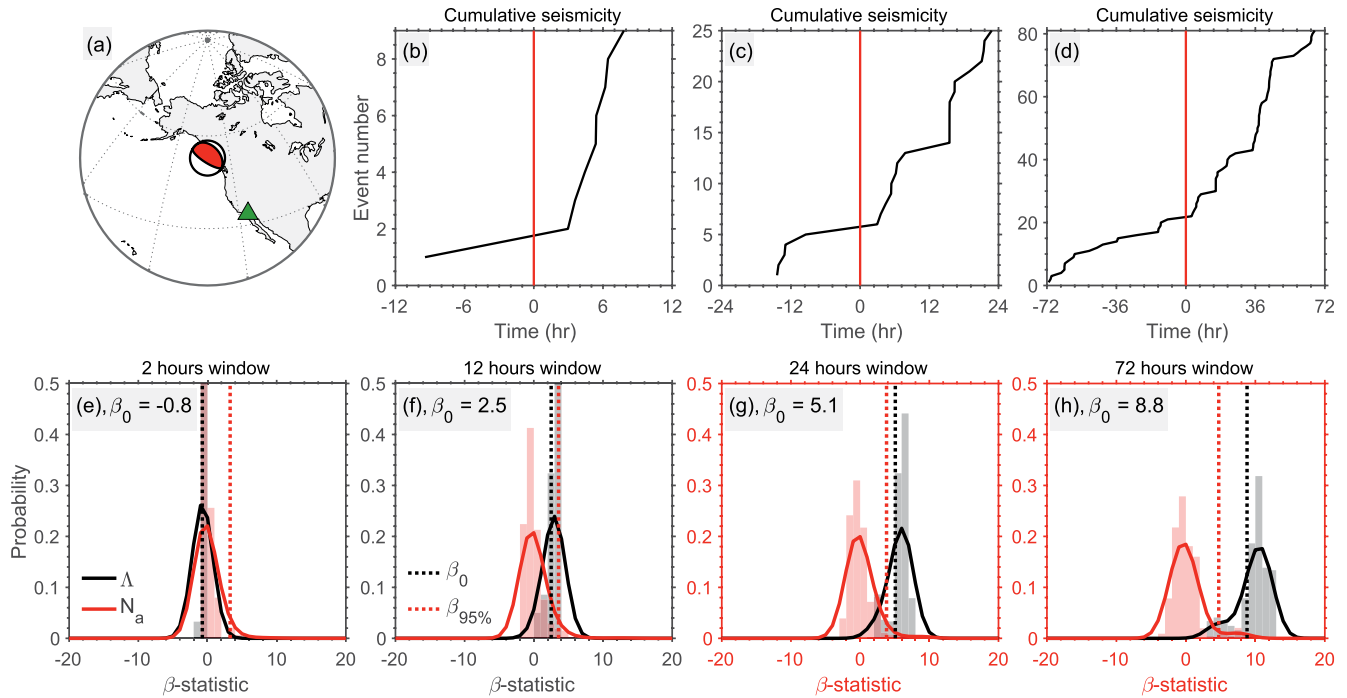 (a)
Cumulative seismicity
(b)
Event number
8
6
4
2
0
-12 -6 0 6 12
Time (hr)
Cumulative seismicity
(c)
25
20
15
10
5
0
-24 -12 0 12 24
Time (hr)
Cumulative seismicity
(d)
80
60
40
20
0
-72 -36 0 36 72
Time (hr)
2 hours window
(e), β0 = -0.8
Probability
0.5
0.4
0.3
0.2
0.1
0
Λ
Na
-20 -10 0 10 20
β-statistic
12 hours window
(f), β0 = 2.5
0.5
0.4
0.3
0.2
0.1
0
β0
β95%
-20 -10 0 10 20
β-statistic
24 hours window
(g), β0 = 5.1
0.5
0.4
0.3
0.2
0.1
0
-20 -10 0 10 20
β-statistic
72 hours window
(h), β0 = 8.8
0.5
0.4
0.3
0.2
0.1
0
-20 -10 0 10 20
β-statistic